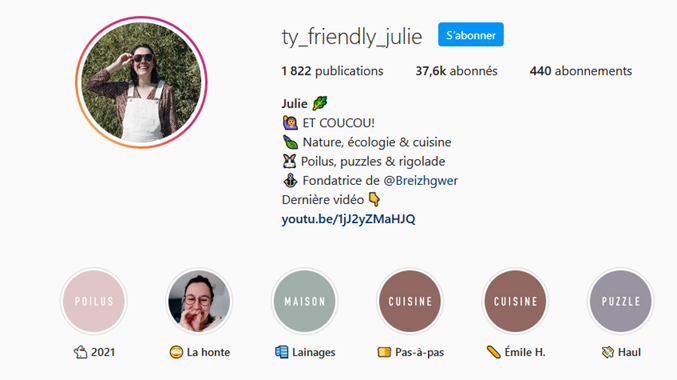 ty_friendly_julie S'abonner
1 822 publications 37,6k abonnés 440 abonnements
Julie
ET COUCOU!
Nature, écologie & cuisine
Poilus, puzzles & rigolade
Fondatrice de @Breizhgwer
Dernière vidéo
youtu.be/1jJ2yZMaHJQ
POILUS MAISON CUISINE CUISINE PUZZLE
2021 La honte Lainages Pas-à-pas Émile H. Haul